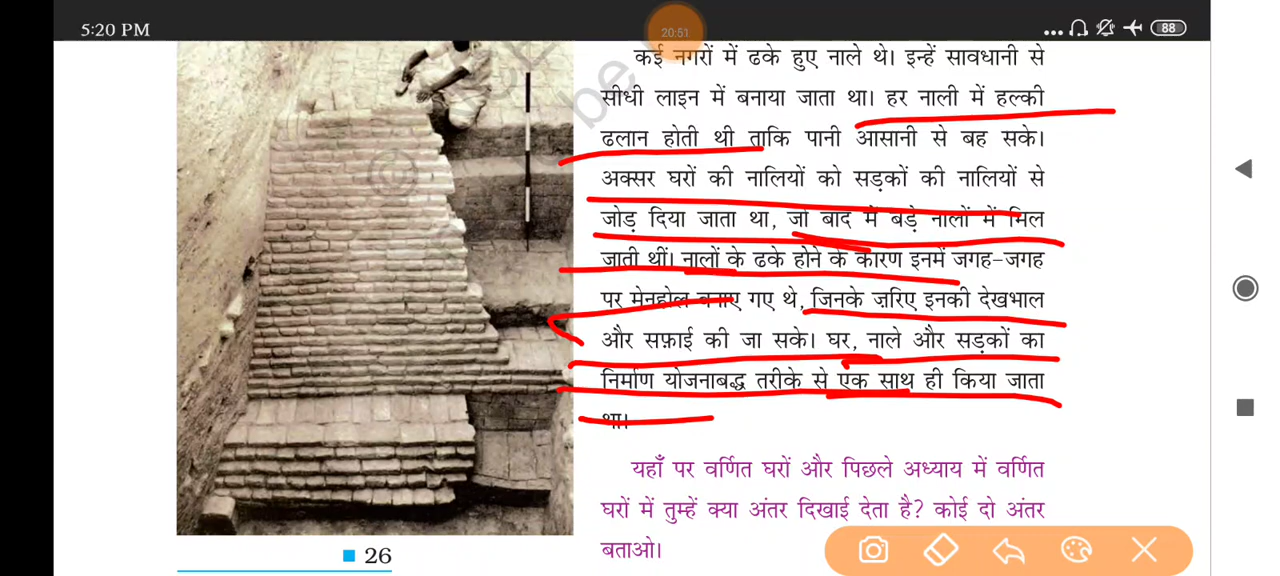 5:20 PM
20:51
88
कई नगरों में ढके हुए नाले थे। इन्हें सावधानी से
सीधी लाइन में बनाया जाता था। हर नाली में हल्की
ढलान होती थी ताकि पानी आसानी से बह सके।
अक्सर घरों की नालियों को सड़कों की नालियों से
जोड़ दिया जाता था, जो बाद में बड़े नालों में मिल
जाती थीं। नालों के ढके होने के कारण इनमें जगह-जगह
पर मेनहोल बनाए गए थे, जिनके ज़रिए इनकी देखभाल
और सफ़ाई की जा सके। घर, नाले और सड़कों का
निर्माण योजनाबद्ध तरीके से एक साथ ही किया जाता
था।
यहाँ पर वर्णित घरों और पिछले अध्याय में वर्णित
घरों में तुम्हें क्या अंतर दिखाई देता है? कोई दो अंतर
बताओ।
26